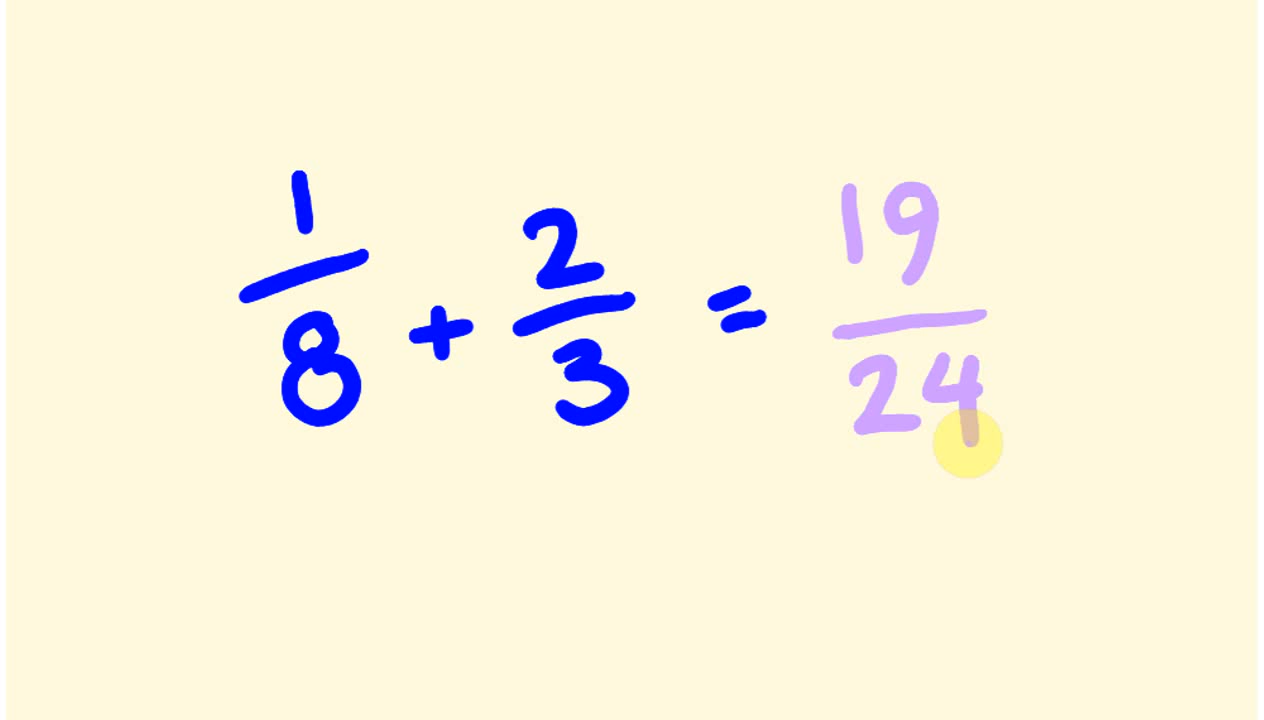 1/8 + 2/3 = 19/24